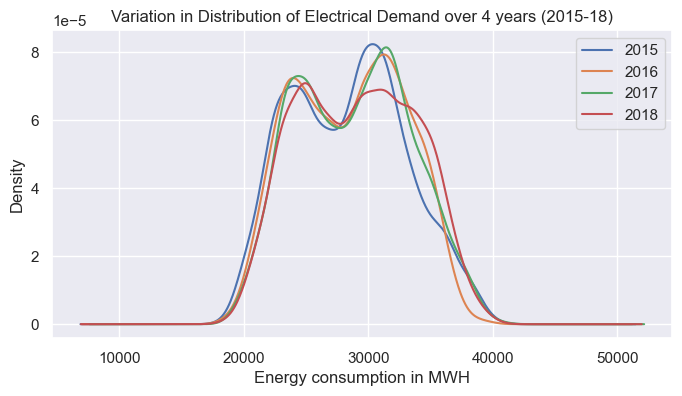 Variation in Distribution of Electrical Demand over 4 years (2015-18)
1e−5
8
6
4
2
0
Density
10000 20000 30000 40000 50000
Energy consumption in MWH
2015
2016
2017
2018